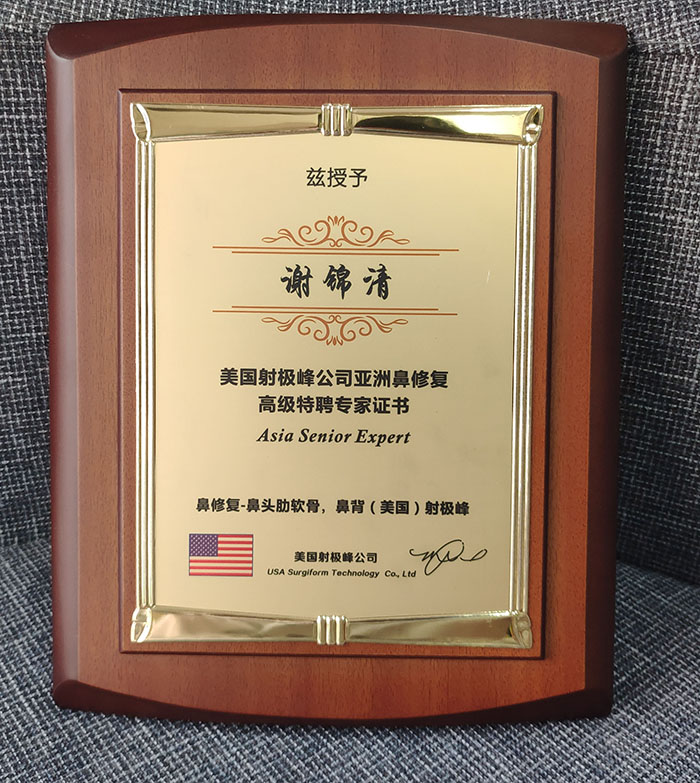 兹授予
谢锦清
美国射极峰公司亚洲鼻修复
高级特聘专家证书
Asia Senior Expert
鼻修复-鼻头肋软骨，鼻背（美国）射极峰
美国射极峰公司
USA Surgiform Technology Co., Ltd